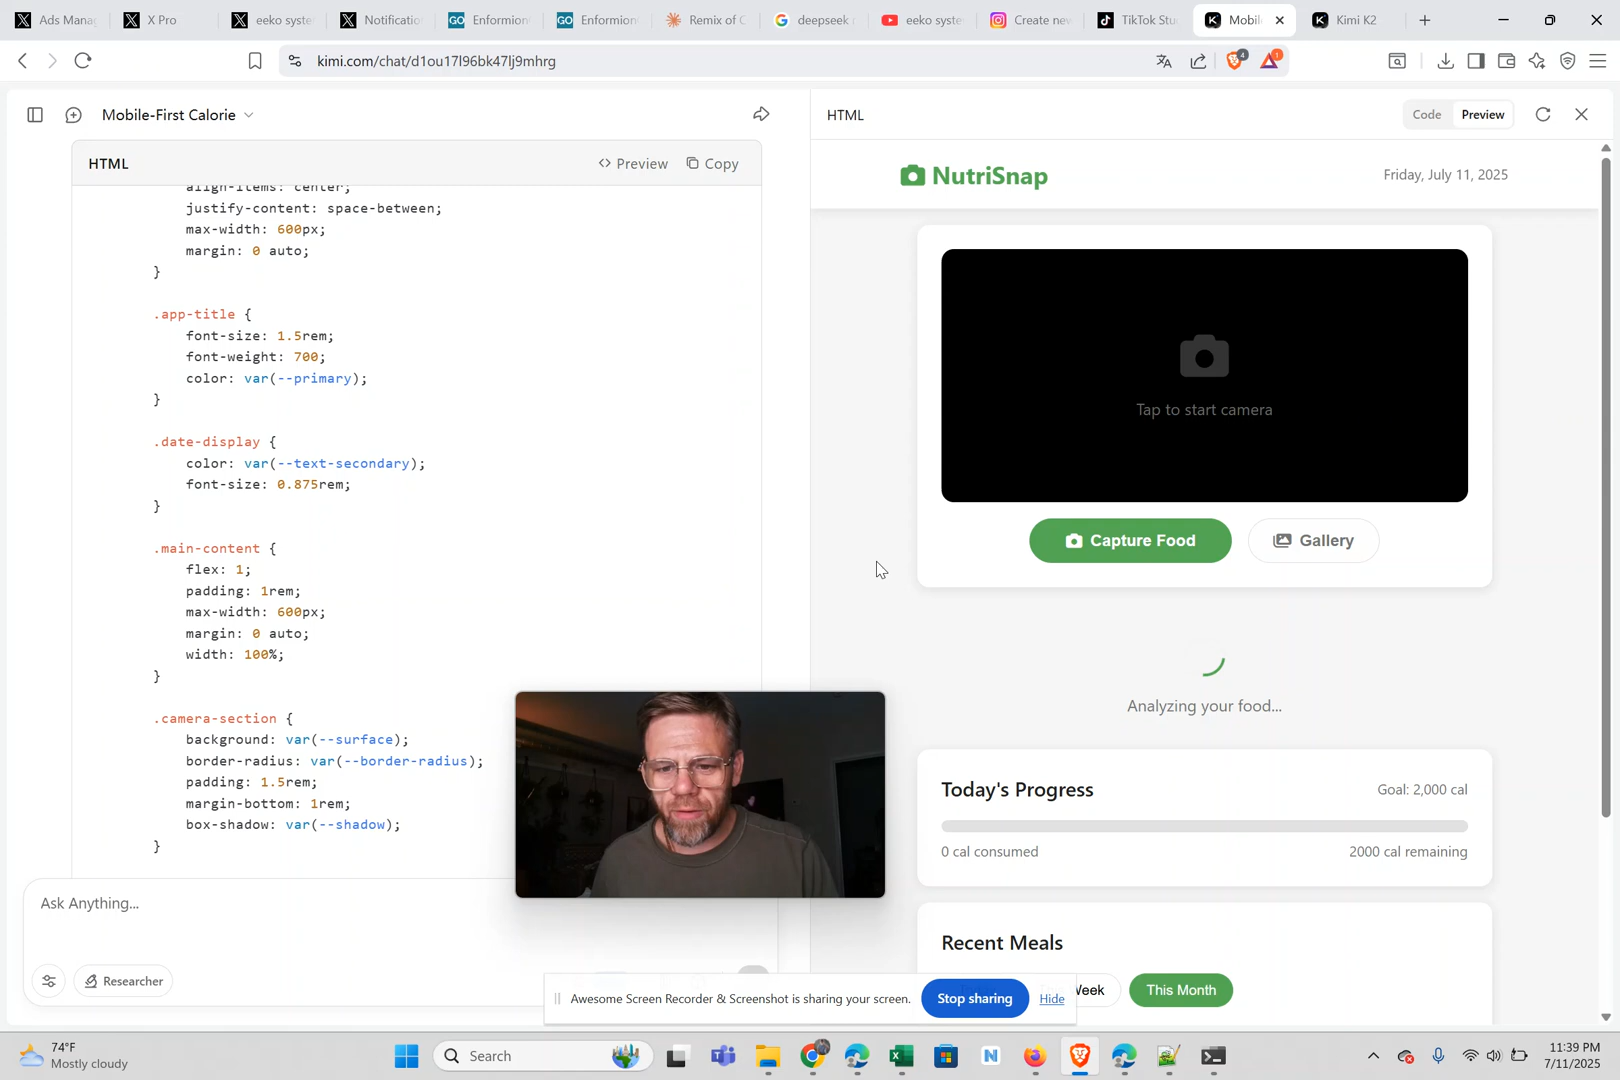 Ads Mana
X Pro
eeko syste
Notificatio
Enformion
Enformion
Remix of C
deepseek
eeko syste
Create new
TikTok Stu
Mobil
Kimi K2
kimi.com/chat/d1ou17l96bk47lj9mhrg
4
1
Mobile-First Calorie
HTML
Preview
Copy
align-items: center;
justify-content: space-between;
max-width: 600px;
margin: 0 auto;
}
.app-title {
font-size: 1.5rem;
font-weight: 700;
color: var(--primary);
}
.date-display {
color: var(--text-secondary);
font-size: 0.875rem;
}
.main-content {
flex: 1;
padding: 1rem;
max-width: 600px;
margin: 0 auto;
width: 100%;
}
.camera-section {
background: var(--surface);
border-radius: var(--border-radius);
padding: 1.5rem;
margin-bottom: 1rem;
box-shadow: var(--shadow);
}
Ask Anything...
Researcher
HTML
Code
Preview
NutriSnap
Friday, July 11, 2025
Tap to start camera
Capture Food
Gallery
Analyzing your food...
Today's Progress
Goal: 2,000 cal
0 cal consumed
2000 cal remaining
Recent Meals
Week
This Month
Awesome Screen Recorder & Screenshot is sharing your screen.
Stop sharing
Hide
74°F
Mostly cloudy
Search
11:39 PM
7/11/2025